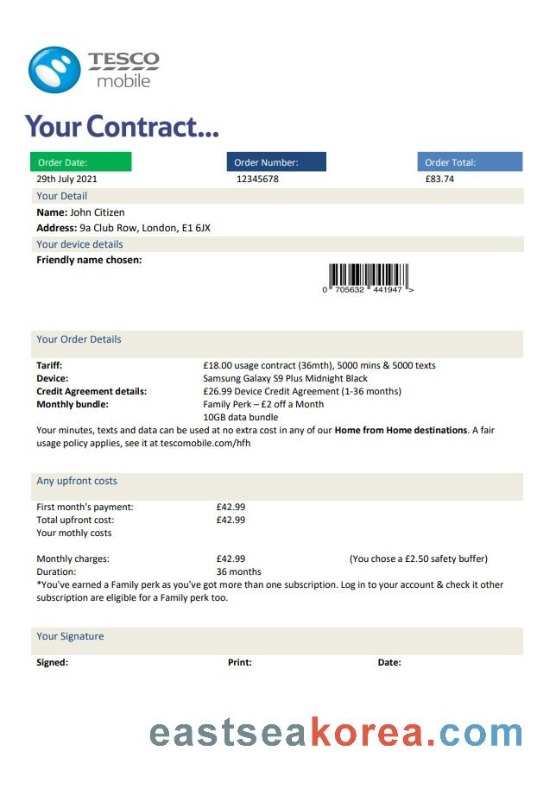 TESCO
mobile
Your Contract...
Order Date: Order Number: Order Total:
29th July 2021 12345678 £83.74
Your Detail
Name: John Citizen
Address: 9a Club Row, London, E1 6JX
Your device details
Friendly name chosen:
0 705632 441947 >
Your Order Details
Tariff: £18.00 usage contract (36mth), 5000 mins & 5000 texts
Device: Samsung Galaxy S9 Plus Midnight Black
Credit Agreement details: £26.99 Device Credit Agreement (1-36 months)
Monthly bundle: Family Perk – £2 off a Month
10GB data bundle
Your minutes, texts and data can be used at no extra cost in any of our Home from Home destinations. A fair
usage policy applies, see it at tescomobile.com/hfh
Any upfront costs
First month's payment: £42.99
Total upfront cost: £42.99
Your mothly costs
Monthly charges: £42.99 (You chose a £2.50 safety buffer)
Duration: 36 months
*You've earned a Family perk as you've got more than one subscription. Log in to your account & check it other
subscription are eligible for a Family perk too.
Your Signature
Signed: Print: Date:
eastseakorea.com